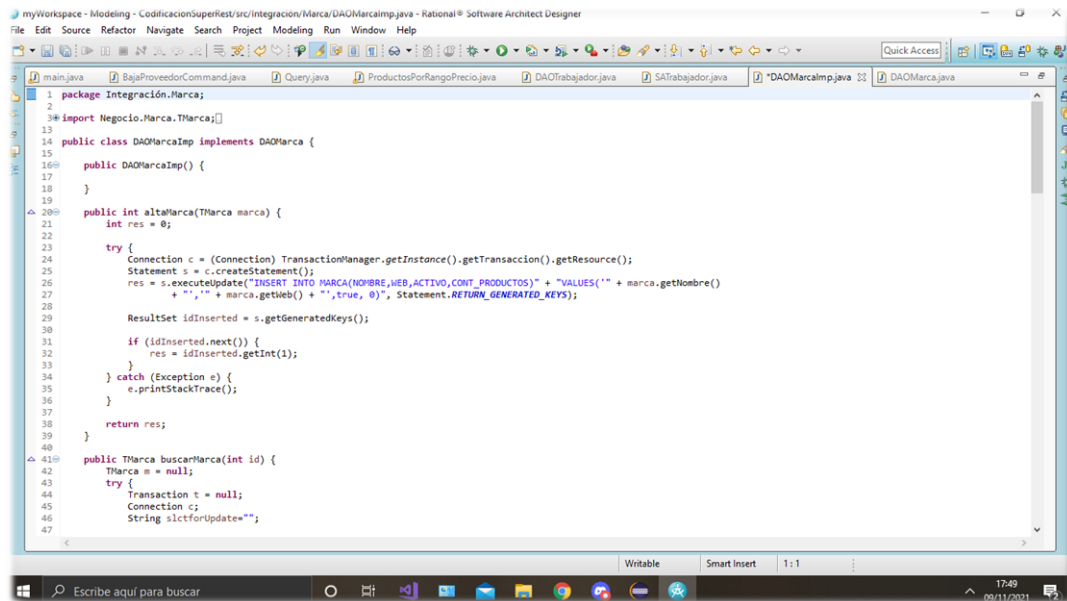 myWorkspace - Modeling - CodificacionSuperRest/src/Integración/Marca/DAOMarcaImp.java - Rational® Software Architect Designer
File Edit Source Refactor Navigate Search Project Modeling Run Window Help
Quick Access
main.java BajaProveedorCommand.java Query.java ProductosPorRangoPrecio.java DAOTrabajador.java SATrabajador.java *DAOMarcaImp.java DAOMarca.java
1 package Integración.Marca;
2
3 import Negocio.Marca.TMarca;
13
14 public class DAOMarcaImp implements DAOMarca {
15
16 public DAOMarcaImp() {
17
18 }
19
20 public int altaMarca(TMarca marca) {
21 int res = 0;
22
23 try {
24 Connection c = (Connection) TransactionManager.getInstance().getTransaccion().getResource();
25 Statement s = c.createStatement();
26 res = s.executeUpdate("INSERT INTO MARCA(NOMBRE,WEB,ACTIVO,CONT_PRODUCTOS)" + "VALUES('" + marca.getNombre()
27 + "','" + marca.getWeb() + "',true, 0)", Statement.RETURN_GENERATED_KEYS);
28
29 ResultSet idInserted = s.getGeneratedKeys();
30
31 if (idInserted.next()) {
32 res = idInserted.getInt(1);
33 }
34 } catch (Exception e) {
35 e.printStackTrace();
36 }
37
38 return res;
39 }
40
41 public TMarca buscarMarca(int id) {
42 TMarca m = null;
43 try {
44 Transaction t = null;
45 Connection c;
46 String slctforUpdate="";
47
Writable Smart Insert 1 : 1
Escribe aquí para buscar
17:49
09/11/2021